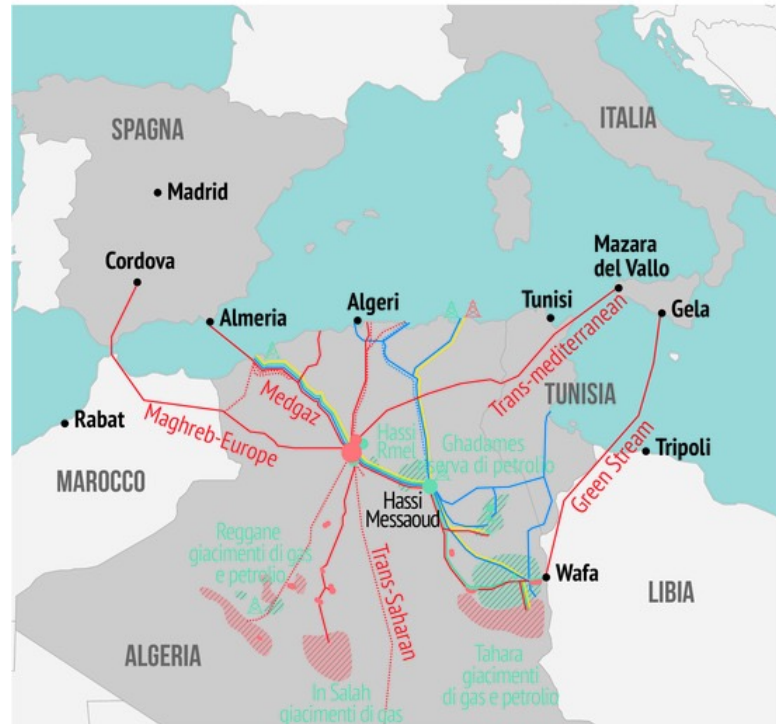 SPAGNA
ITALIA
Madrid
Cordova
Mazara
del Vallo
Almeria
Algeri
Tunisi
Gela
Trans-mediterranean
Medgaz
TUNISIA
Maghreb-Europe
Rabat
Hassi
Rmel
Ghadames
serva di petrolio
Green Stream
Tripoli
MAROCCO
Hassi
Messaoud
Reggane
giacimenti di gas
e petrolio
Trans-Saharan
Wafa
LIBIA
ALGERIA
Tahara
giacimenti
di gas e petrolio
In Salah
giacimenti di gas